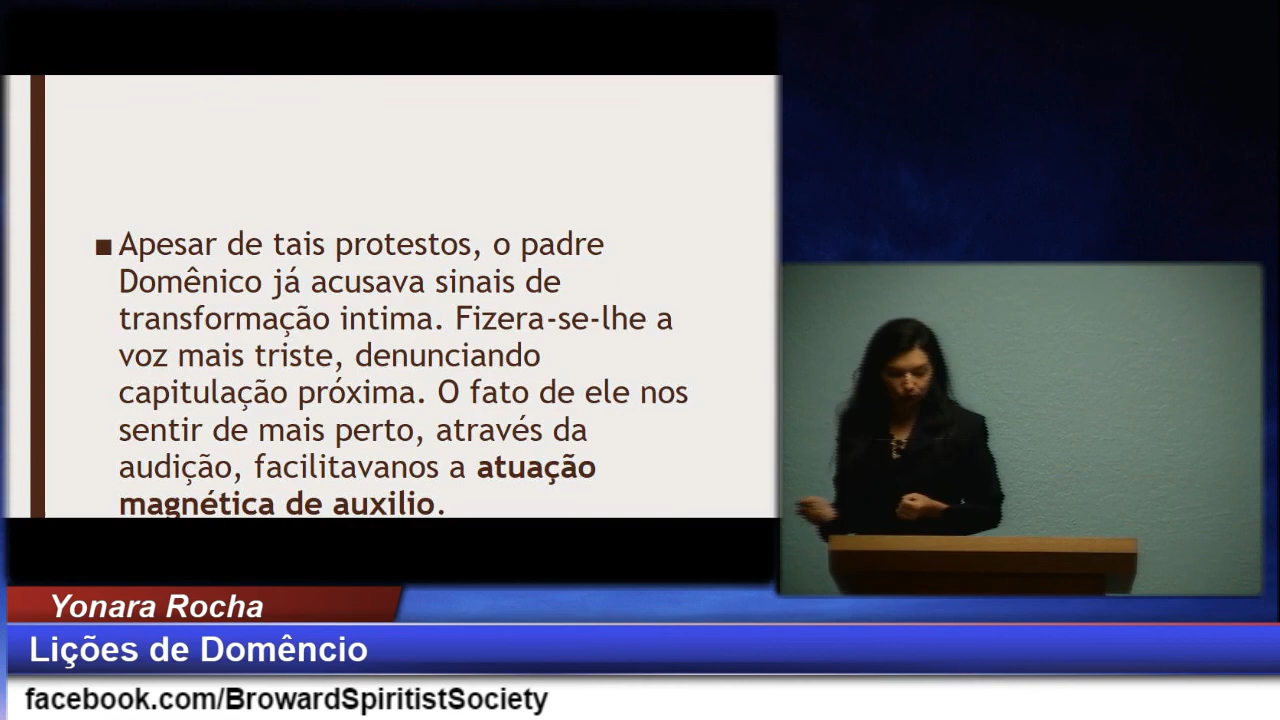 ■ Apesar de tais protestos, o padre
Domênico já acusava sinais de
transformação intima. Fizera-se-lhe a
voz mais triste, denunciando
capitulação próxima. O fato de ele nos
sentir de mais perto, através da
audição, facilitavanos a atuação
magnética de auxilio.
Yonara Rocha
Lições de Domêncio
facebook.com/BrowardSpiritistSociety